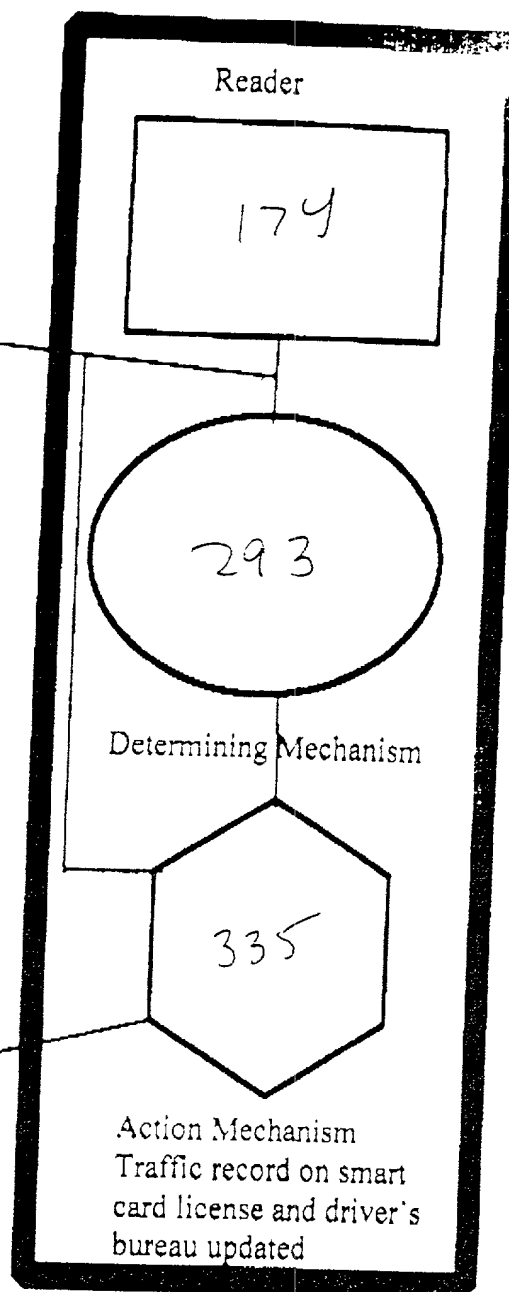 Reader
174
293
Determining Mechanism
335
Action Mechanism
Traffic record on smart
card license and driver's
bureau updated